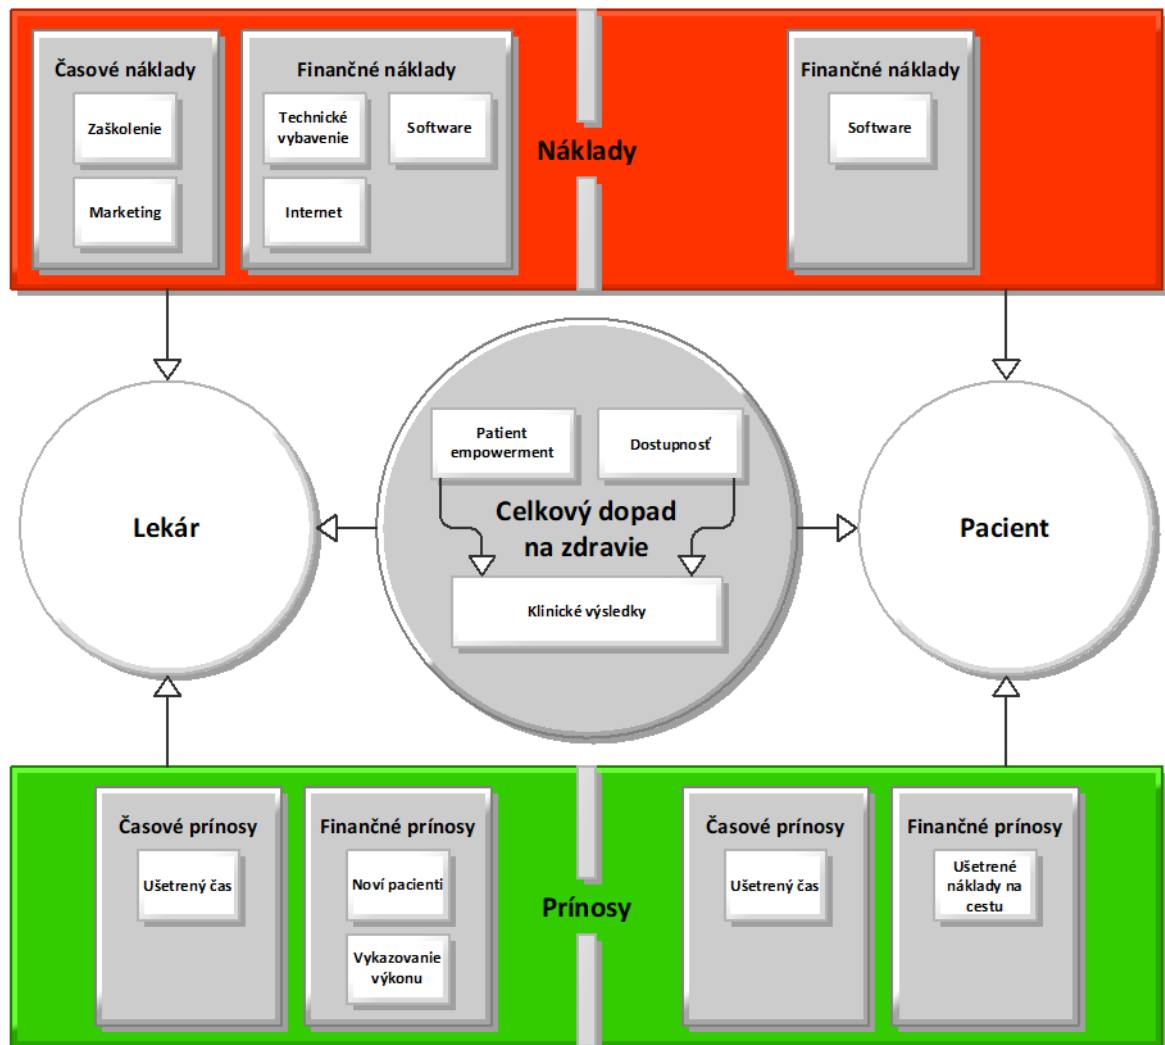 Časové náklady
Zaškolenie
Marketing
Finančné náklady
Technické
vybavenie
Software
Internet
Náklady
Finančné náklady
Software
Lekár
Patient
empowerment
Dostupnosť
Celkový dopad
na zdravie
Klinické výsledky
Pacient
Časové prínosy
Ušetrený čas
Finančné prínosy
Noví pacienti
Vykazovanie
výkonu
Prínosy
Časové prínosy
Ušetrený čas
Finančné prínosy
Ušetrené
náklady na
cestu